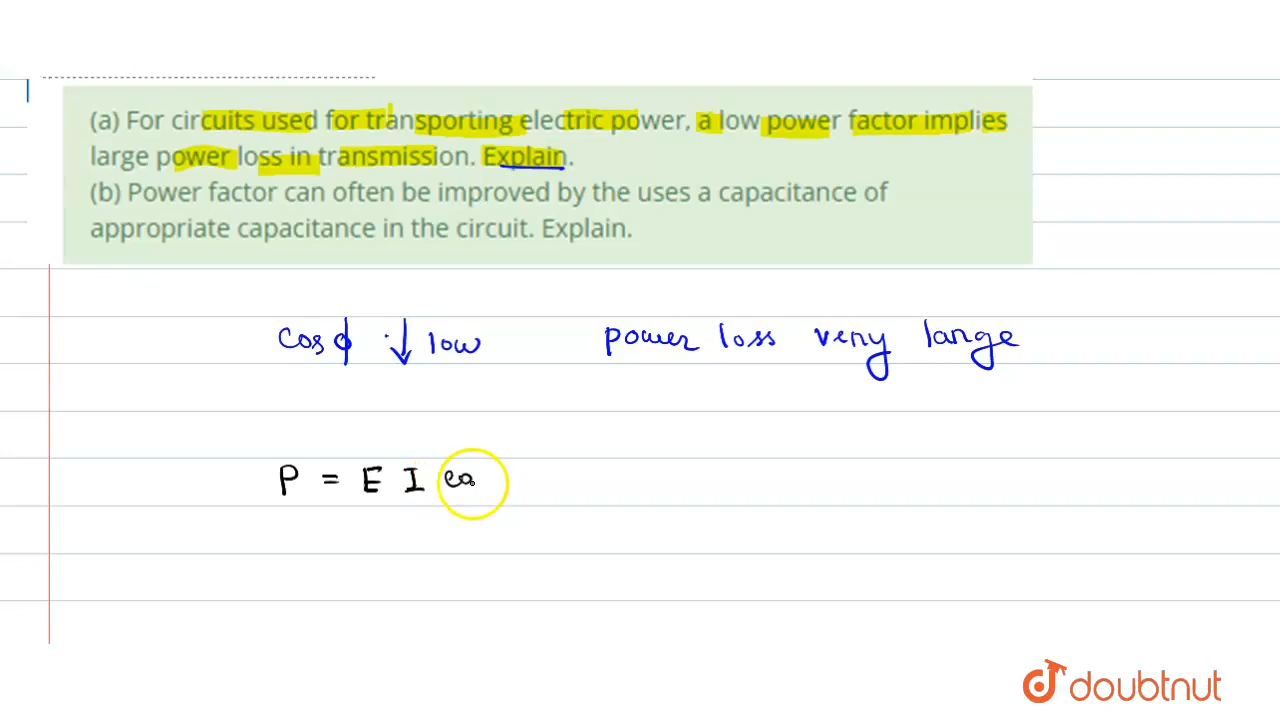 (a) For circuits used for transporting electric power, a low power factor implies
large power loss in transmission. Explain.
(b) Power factor can often be improved by the uses a capacitance of
appropriate capacitance in the circuit. Explain.
cos ϕ ↓ low power loss very large
P = E I co
doubtnut